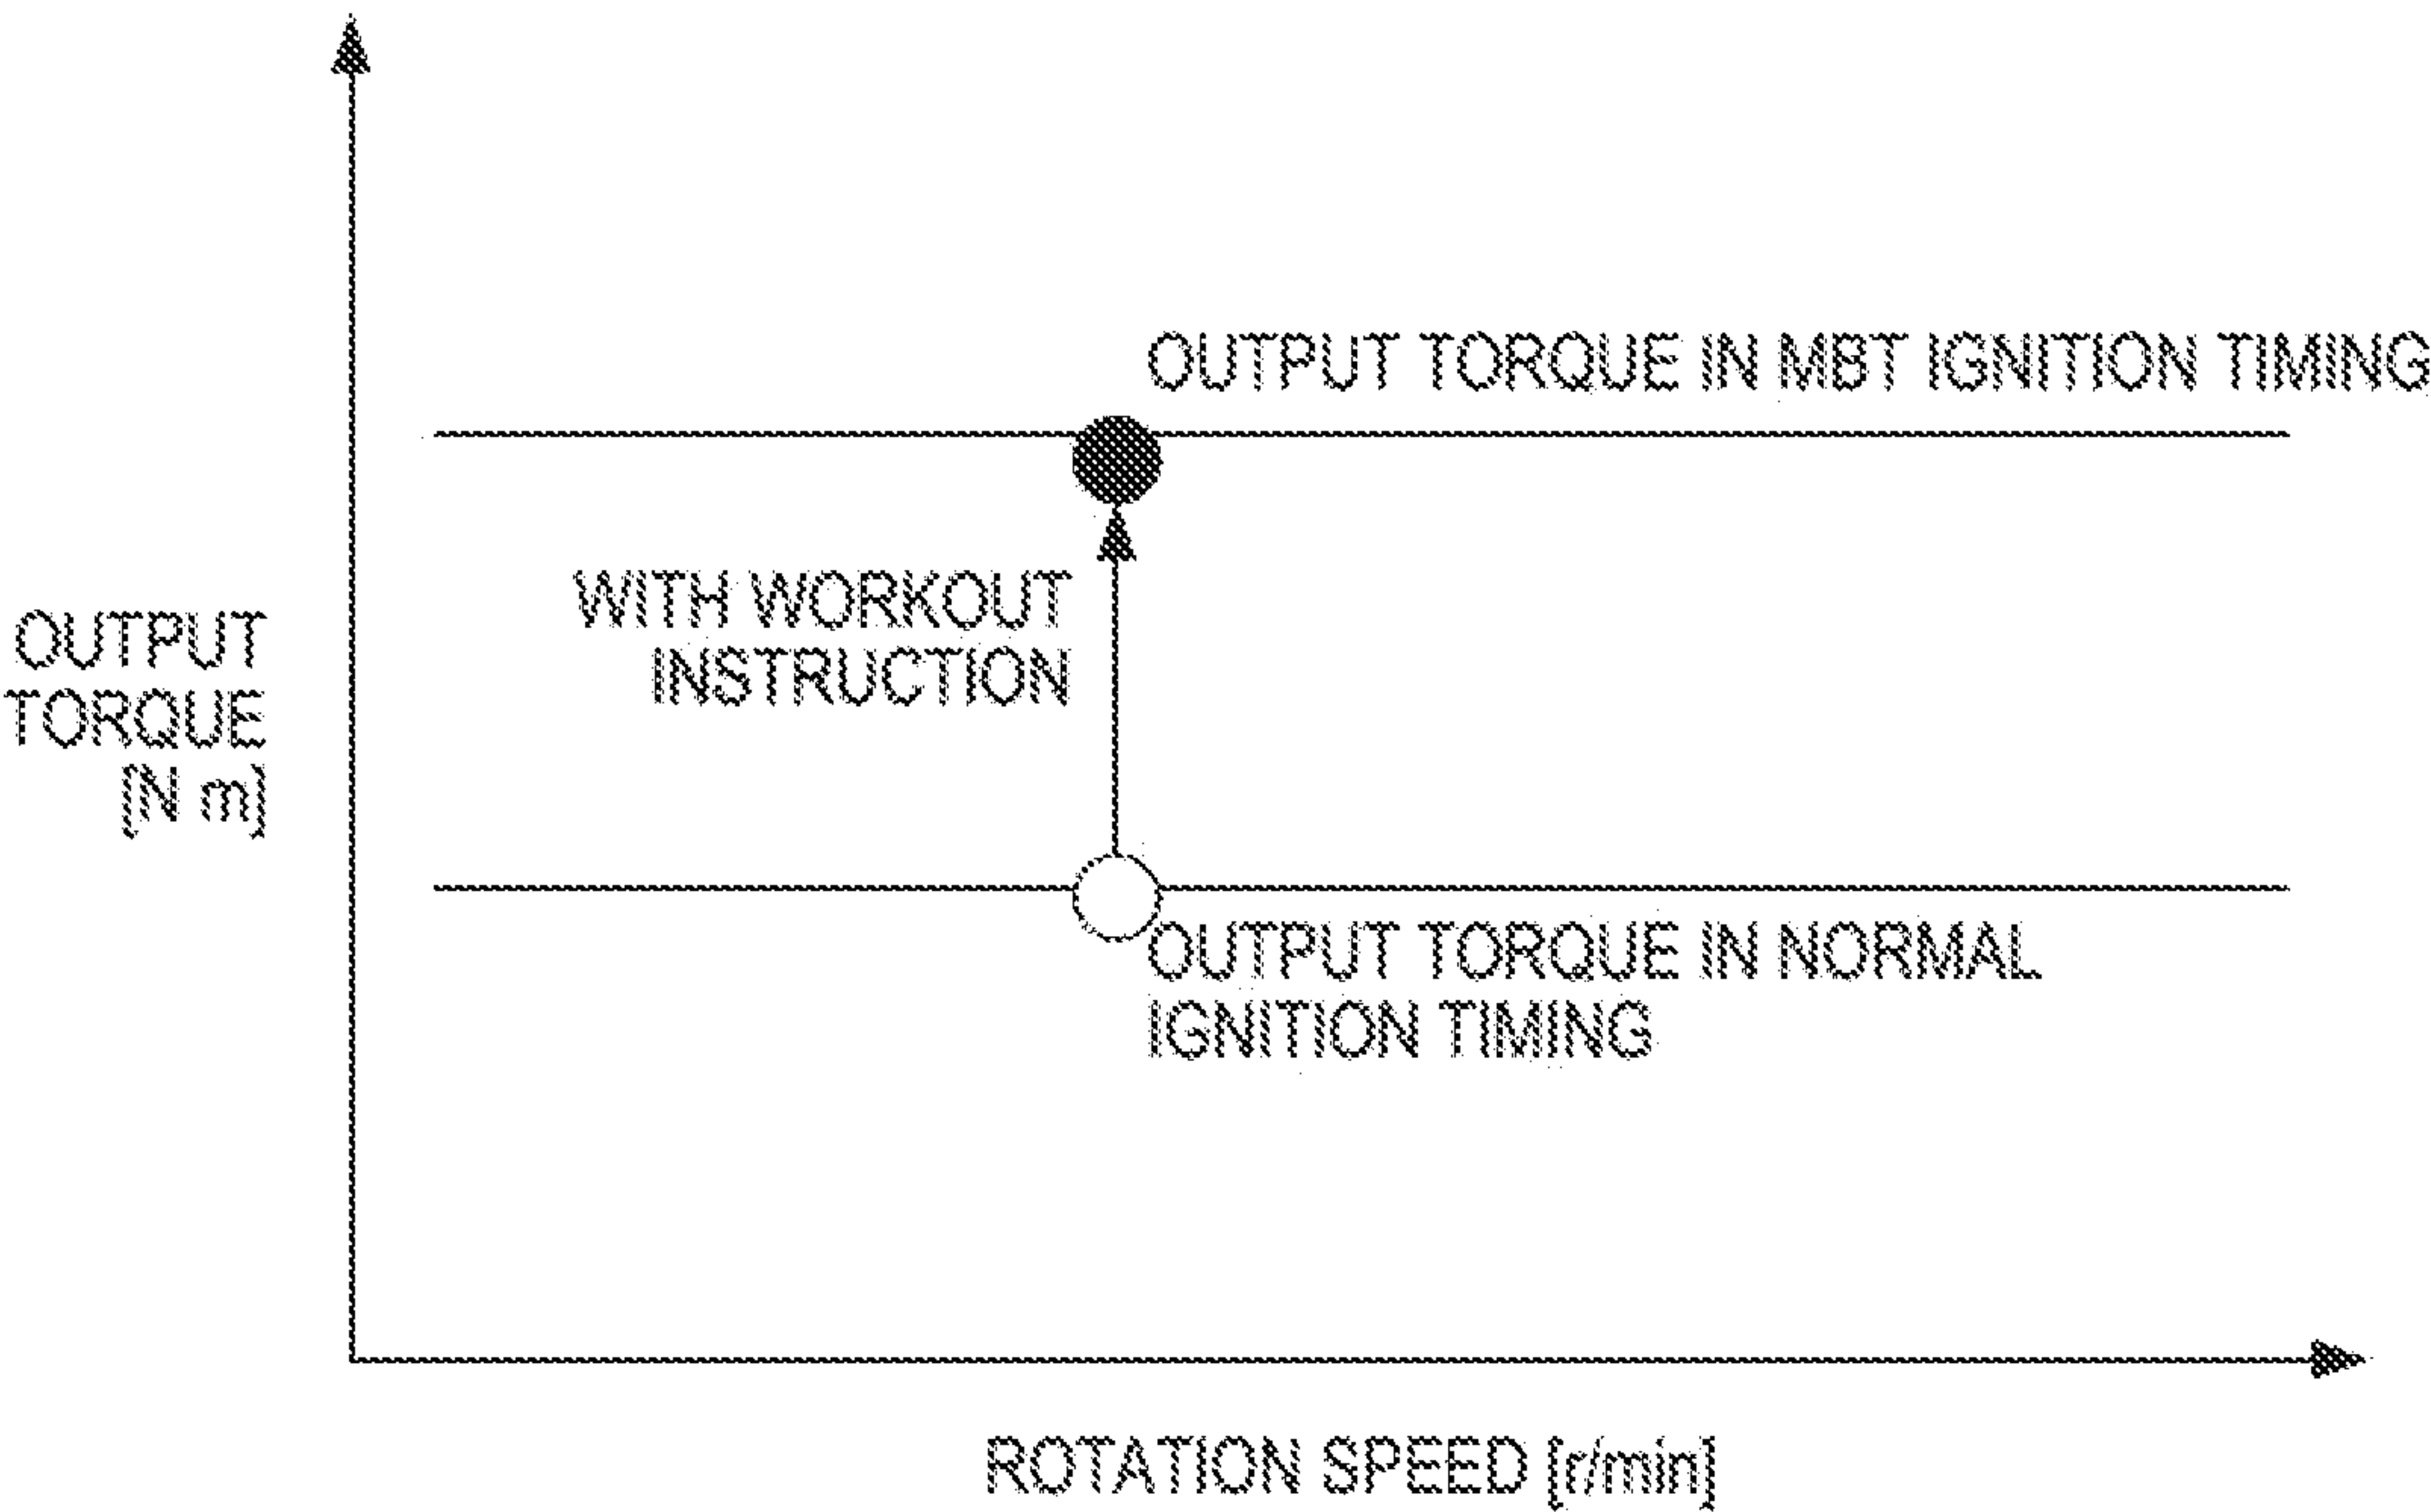 OUTPUT TORQUE IN MBT IGNITION TIMING
WITH WORKOUT
INSTRUCTION
OUTPUT
TORQUE
[N m]
OUTPUT TORQUE IN NORMAL
IGNITION TIMING
ROTATION SPEED [r/min]